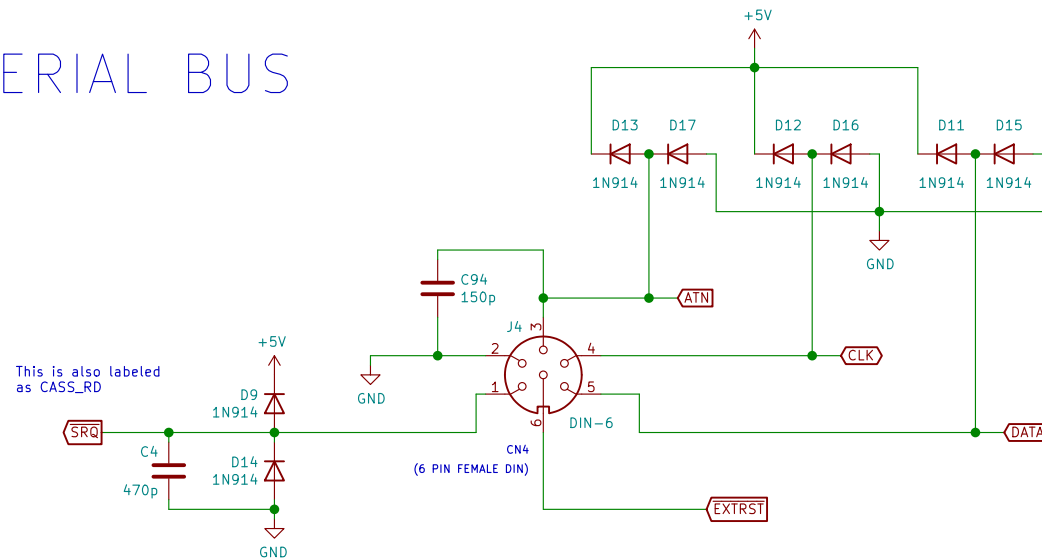 +5V
ERIAL BUS
D13 D17 D12 D16 D11 D15
1N914 1N914 1N914 1N914 1N914 1N914
GND
C94
150p
ATN
J4 3
+5V
2 4
CLK
This is also labeled
as CASS_RD
GND
1 5
D9
1N914
6 DIN-6
SRQ
DATA
CN4
C4
D14
(6 PIN FEMALE DIN)
1N914
470p
EXTRST
GND